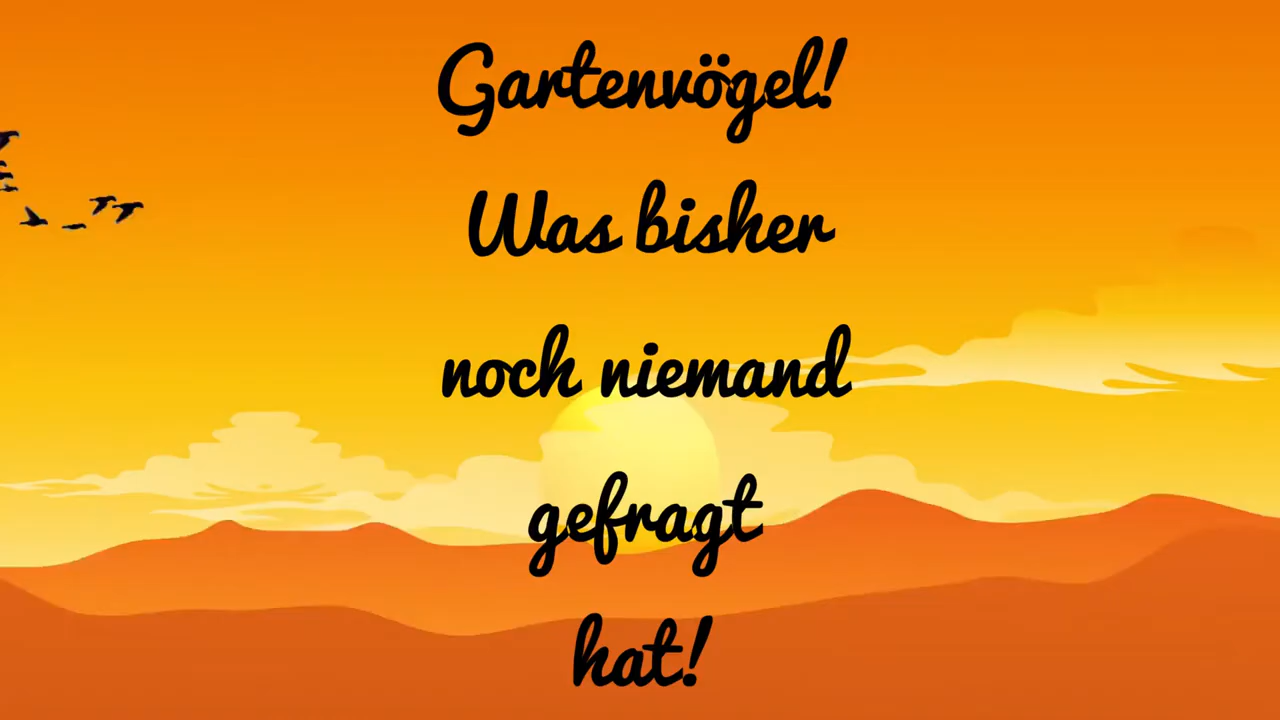 Gartenvögel!
Was bisher
noch niemand
gefragt
hat!